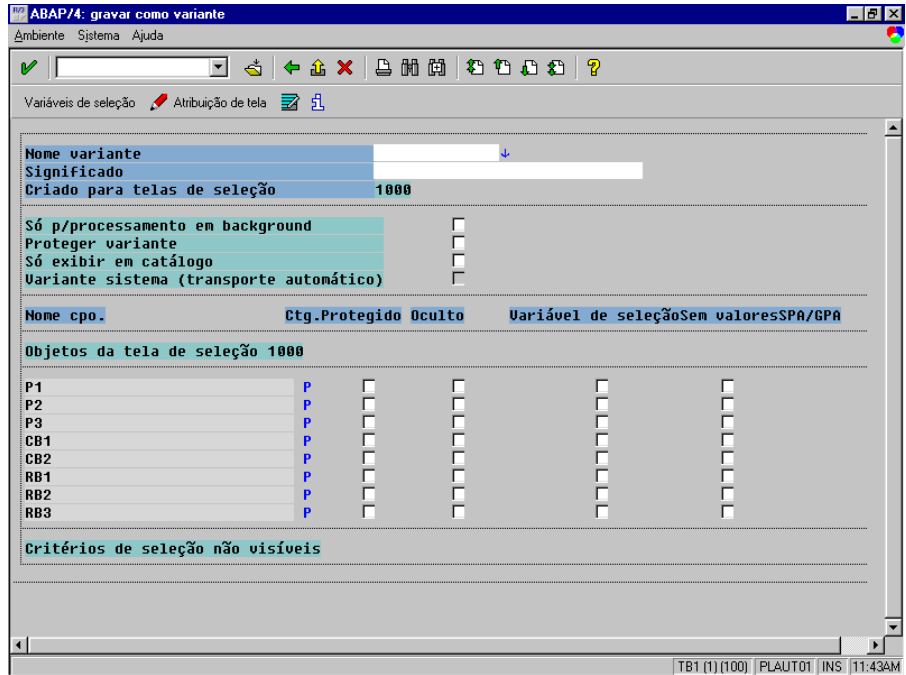 ABAP/4: gravar como variante
Ambiente Sistema Ajuda
Variáveis de seleção Atribuição de tela
Nome variante
Significado
Criado para telas de seleção 1000
Só p/processamento em background
Proteger variante
Só exibir em catálogo
Variante sistema (transporte automático)
Nome cpo. Ctg.Protegido Oculto Variável de seleçãoSem valoresSPA/GPA
Objetos da tela de seleção 1000
P1 P
P2 P
P3 P
CB1 P
CB2 P
RB1 P
RB2 P
RB3 P
Critérios de seleção não visíveis
TB1 (1) (100) PLAUT01 INS 11:43AM